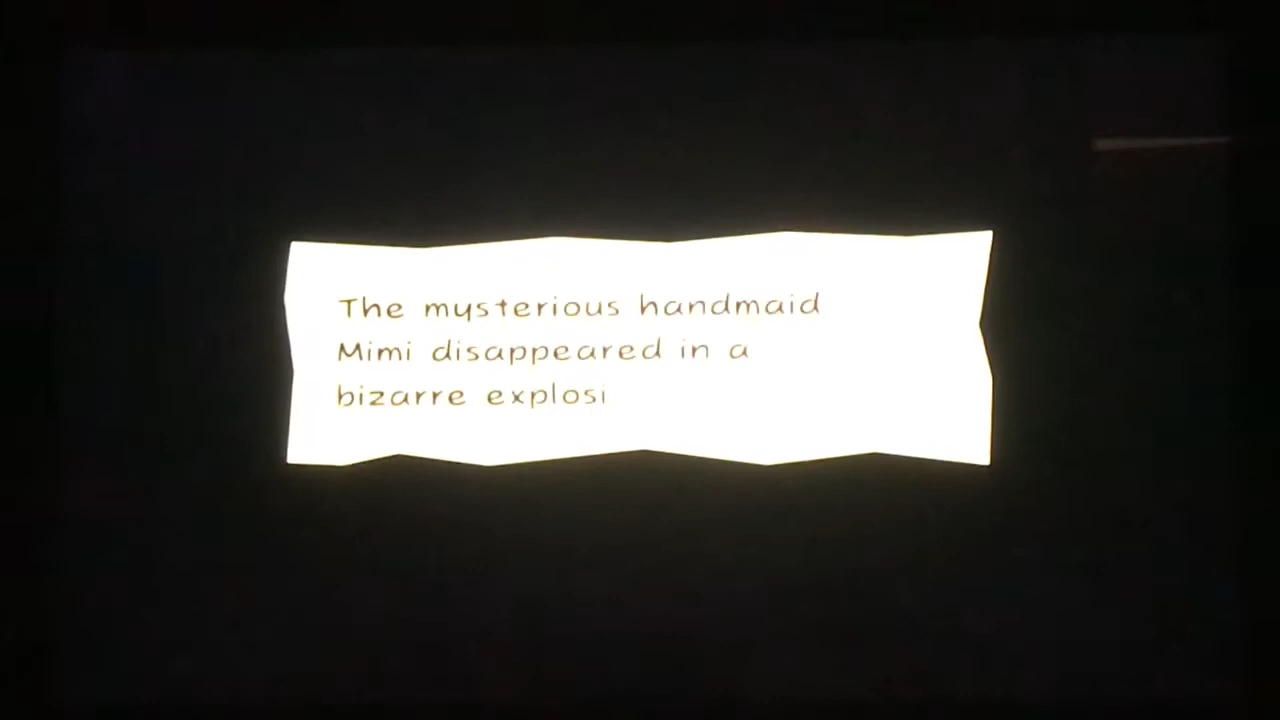 The mysterious handmaid
Mimi disappeared in a
bizarre explosi